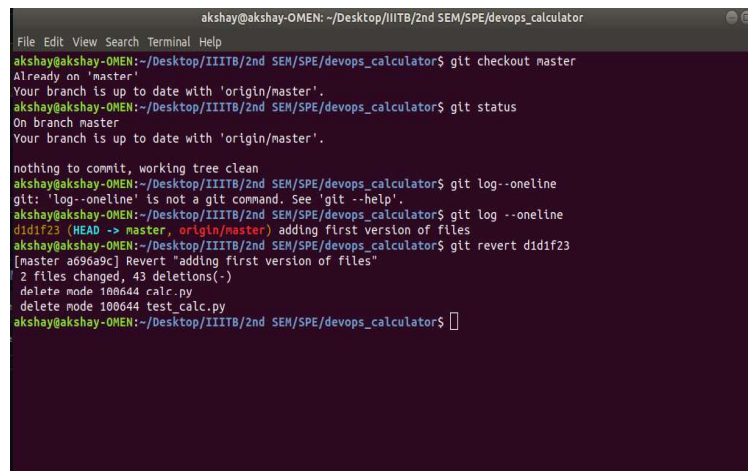 akshay@akshay-OMEN: ~/Desktop/IIITB/2nd SEM/SPE/devops_calculator
File Edit View Search Terminal Help
akshay@akshay-OMEN:~/Desktop/IIITB/2nd SEM/SPE/devops_calculator$ git checkout master
Already on 'master'
Your branch is up to date with 'origin/master'.
akshay@akshay-OMEN:~/Desktop/IIITB/2nd SEM/SPE/devops_calculator$ git status
On branch master
Your branch is up to date with 'origin/master'.
nothing to commit, working tree clean
akshay@akshay-OMEN:~/Desktop/IIITB/2nd SEM/SPE/devops_calculator$ git log--oneline
git: 'log--oneline' is not a git command. See 'git --help'.
akshay@akshay-OMEN:~/Desktop/IIITB/2nd SEM/SPE/devops_calculator$ git log --oneline
d1d1f23 (HEAD -> master, origin/master) adding first version of files
akshay@akshay-OMEN:~/Desktop/IIITB/2nd SEM/SPE/devops_calculator$ git revert d1d1f23
[master a696a9c] Revert "adding first version of files"
2 files changed, 43 deletions(-)
delete mode 100644 calc.py
delete mode 100644 test_calc.py
akshay@akshay-OMEN:~/Desktop/IIITB/2nd SEM/SPE/devops_calculator$